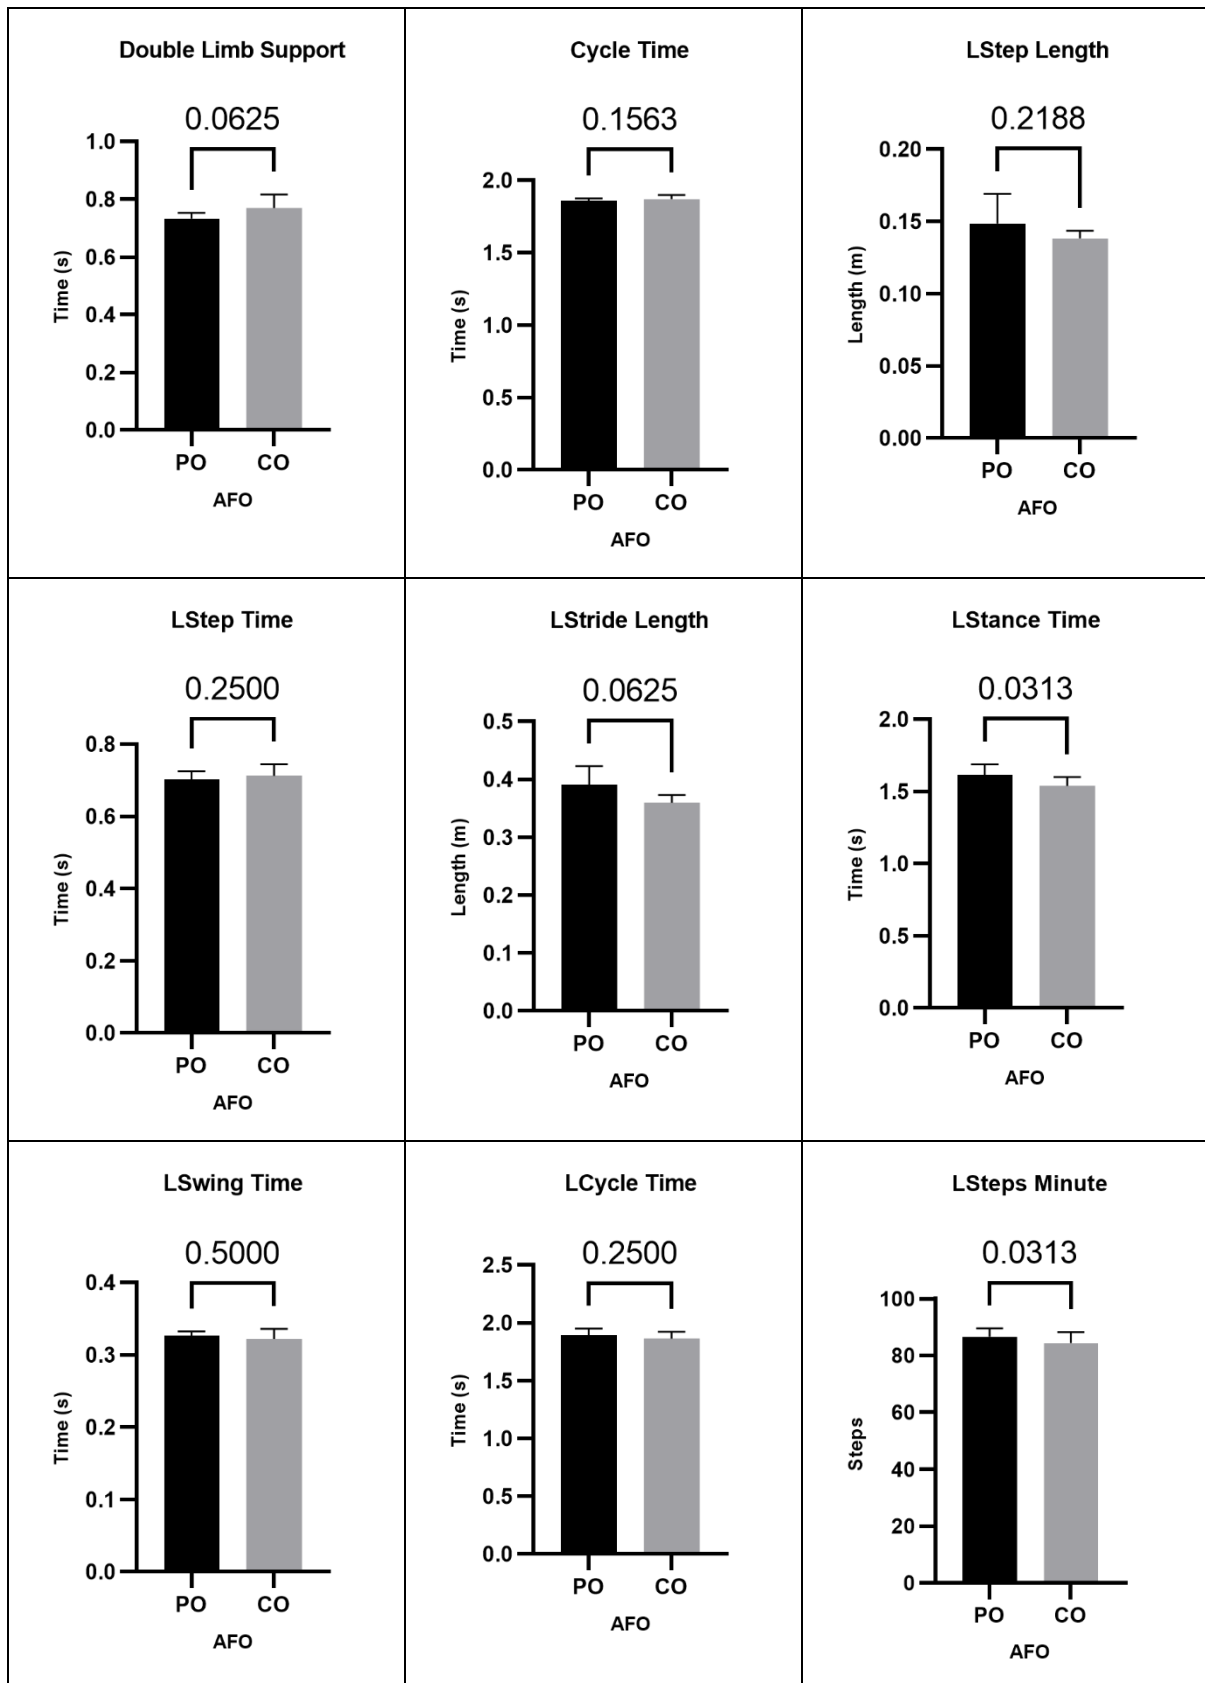 Double Limb Support
0.0625
1.0
0.8
0.6
0.4
0.2
0.0
Time (s)
PO CO
AFO
Cycle Time
0.1563
2.0
1.5
1.0
0.5
0.0
Time (s)
PO CO
AFO
LStep Length
0.2188
0.20
0.15
0.10
0.05
0.00
Length (m)
PO CO
AFO
LStep Time
0.2500
0.8
0.6
0.4
0.2
0.0
Time (s)
PO CO
AFO
LStride Length
0.0625
0.5
0.4
0.3
0.2
0.1
0.0
Length (m)
PO CO
AFO
LStance Time
0.0313
2.0
1.5
1.0
0.5
0.0
Time (s)
PO CO
AFO
LSwing Time
0.5000
0.4
0.3
0.2
0.1
0.0
Time (s)
PO CO
AFO
LCycle Time
0.2500
2.5
2.0
1.5
1.0
0.5
0.0
Time (s)
PO CO
AFO
LSteps Minute
0.0313
100
80
60
40
20
0
Steps
PO CO
AFO